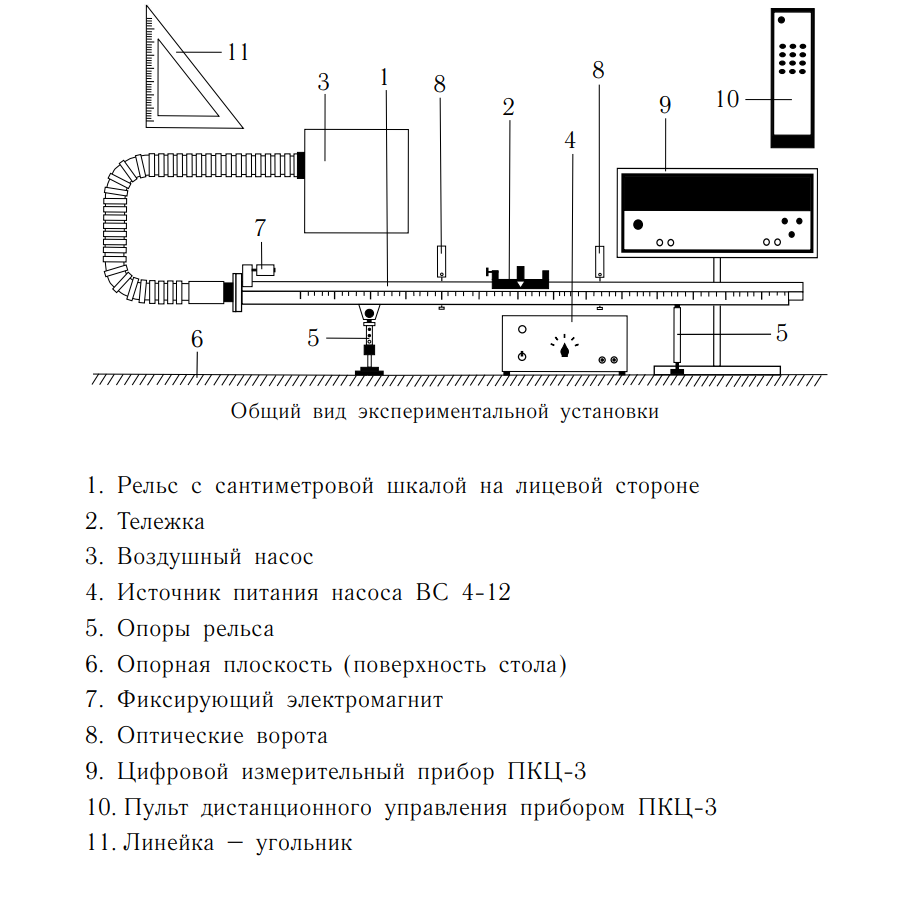 11
3
1
8
2
8
4
9
10
7
6
5
5
Общий вид экспериментальной установки
1. Рельс с сантиметровой шкалой на лицевой стороне
2. Тележка
3. Воздушный насос
4. Источник питания насоса ВС 4-12
5. Опоры рельса
6. Опорная плоскость (поверхность стола)
7. Фиксирующий электромагнит
8. Оптические ворота
9. Цифровой измерительный прибор ПКЦ-3
10. Пульт дистанционного управления прибором ПКЦ-3
11. Линейка – угольник